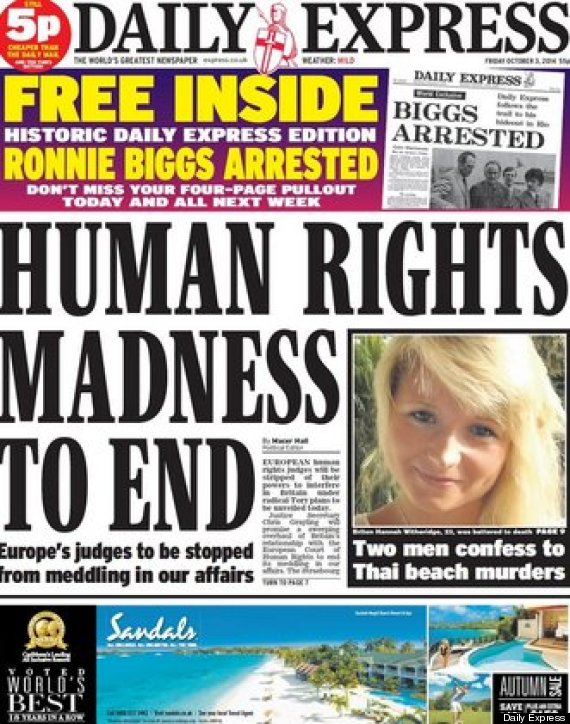 STILL
5p
CHEAPER THAN
THE DAILY MAIL
DAILY EXPRESS
THE WORLD'S GREATEST NEWSPAPER express.co.uk WEATHER: MILD FRIDAY OCTOBER 3, 2014 55p
FREE INSIDE
HISTORIC DAILY EXPRESS EDITION
RONNIE BIGGS ARRESTED
DON'T MISS YOUR FOUR-PAGE PULLOUT
TODAY AND ALL NEXT WEEK
DAILY EXPRESS
World Exclusive
BIGGS
ARRESTED
Daily Express
follows the
trail to his
hideout in Rio
HUMAN RIGHTS
MADNESS
TO END
Europe's judges to be stopped
from meddling in our affairs
By Macer Hall
Political Editor
EUROPEAN human
rights judges will be
stripped of their
powers to interfere
in Britain under
radical Tory plans to
be unveiled today.
Justice Secretary
Chris Grayling will
promise a sweeping
overhaul of Britain's
relationship with the
European Court of
Human Rights to end
its meddling in our
affairs. The Strasbourg
TURN TO PAGE 7
Briton Hannah Witheridge, 23, was battered to death PAGE 9
Two men confess to
Thai beach murders
Sandals
VOTED
WORLD'S
BEST
18 YEARS IN A ROW
AUTUMN
SALE
SAVE
Daily Express